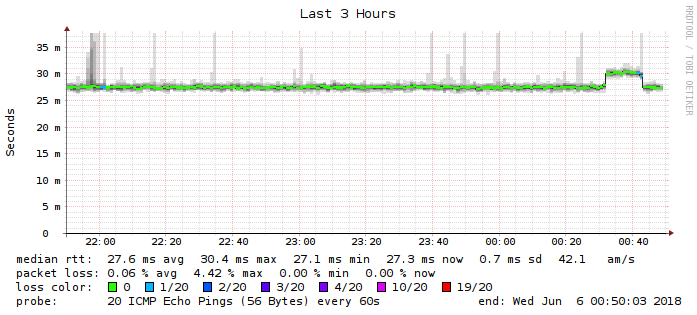 Last 3 Hours
RRDTOOL / TOBI OETIKER
Seconds
35 m
30 m
25 m
20 m
15 m
10 m
5 m
0
22:00 22:20 22:40 23:00 23:20 23:40 00:00 00:20 00:40
median rtt: 27.6 ms avg 30.4 ms max 27.1 ms min 27.3 ms now 0.7 ms sd 42.1 am/s
packet loss: 0.06 % avg 4.42 % max 0.00 % min 0.00 % now
loss color: 0 1/20 2/20 3/20 4/20 10/20 19/20
probe: 20 ICMP Echo Pings (56 Bytes) every 60s end: Wed Jun 6 00:50:03 2018